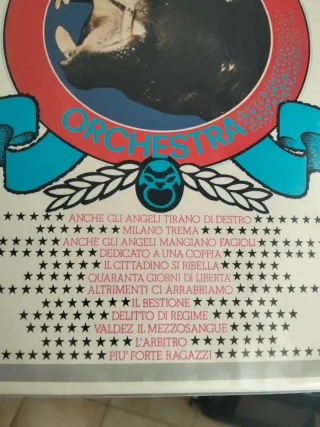 ORCHESTRA
ANCHE GLI ANGELI TIRANO DI DESTRO
MILANO TREMA
ANCHE GLI ANGELI MANGIANO FAGIOLI
DEDICATO A UNA COPPIA
IL CITTADINO SI RIBELLA
QUARANTA GIORNI DI LIBERTA
ALTRIMENTI CI ARRABBIAMO
IL BESTIONE
DELITTO DI REGIME
VALDEZ IL MEZZOSANGUE
L'ARBITRO
PIU' FORTE RAGAZZI